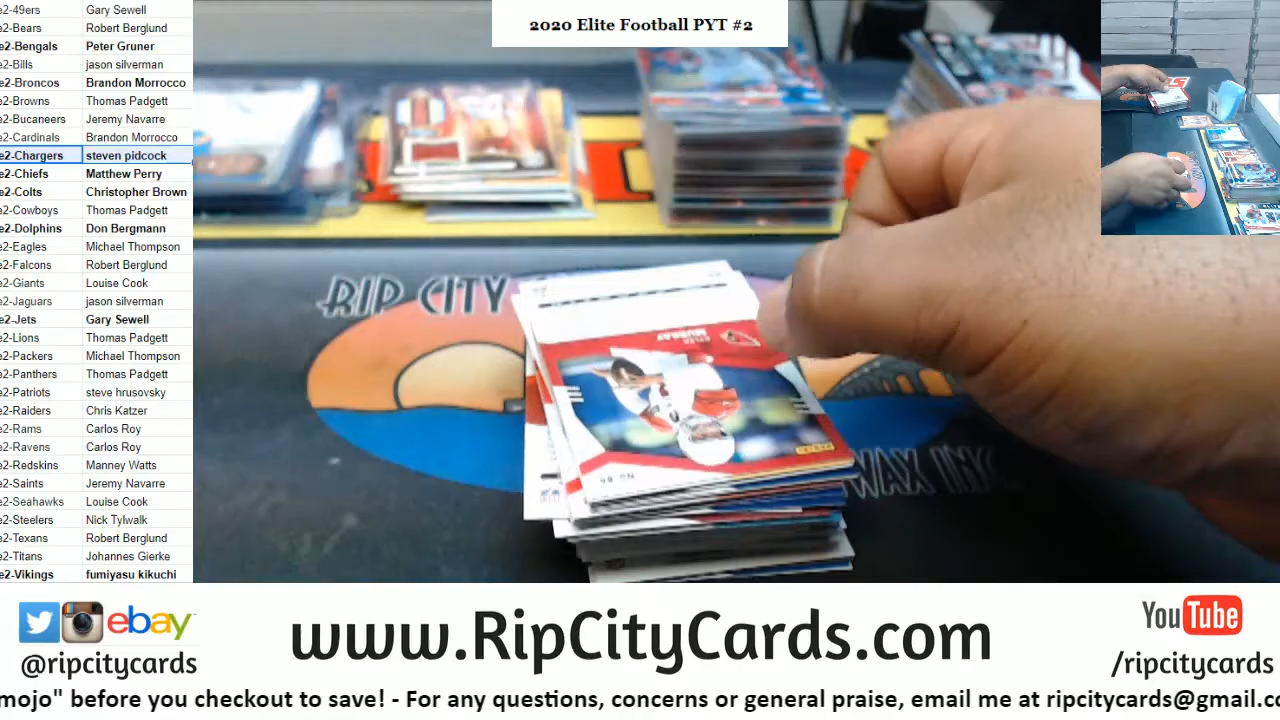 2020 Elite Football PYT #2
e2-49ers Gary Sewell
e2-Bears Robert Berglund
e2-Bengals Peter Gruner
e2-Bills jason silverman
e2-Broncos Brandon Morrocco
e2-Browns Thomas Padgett
e2-Bucaneers Jeremy Navarre
e2-Cardinals Brandon Morrocco
e2-Chargers steven pidcock
e2-Chiefs Matthew Perry
e2-Colts Christopher Brown
e2-Cowboys Thomas Padgett
e2-Dolphins Don Bergmann
e2-Eagles Michael Thompson
e2-Falcons Robert Berglund
e2-Giants Louise Cook
e2-Jaguars jason silverman
e2-Jets Gary Sewell
e2-Lions Thomas Padgett
e2-Packers Michael Thompson
e2-Panthers Thomas Padgett
e2-Patriots steve hrusovsky
e2-Raiders Chris Katzer
e2-Rams Carlos Roy
e2-Ravens Carlos Roy
e2-Redskins Manney Watts
e2-Saints Jeremy Navarre
e2-Seahawks Louise Cook
e2-Steelers Nick Tylwalk
e2-Texans Robert Berglund
e2-Titans Johannes Gierke
e2-Vikings fumiyasu kikuchi
RIP CITY
WAX INC
MURRAY
ebay
@ripcitycards
www.RipCityCards.com
YouTube
/ripcitycards
mojo" before you checkout to save! - For any questions, concerns or general praise, email me at ripcitycards@gmail.co